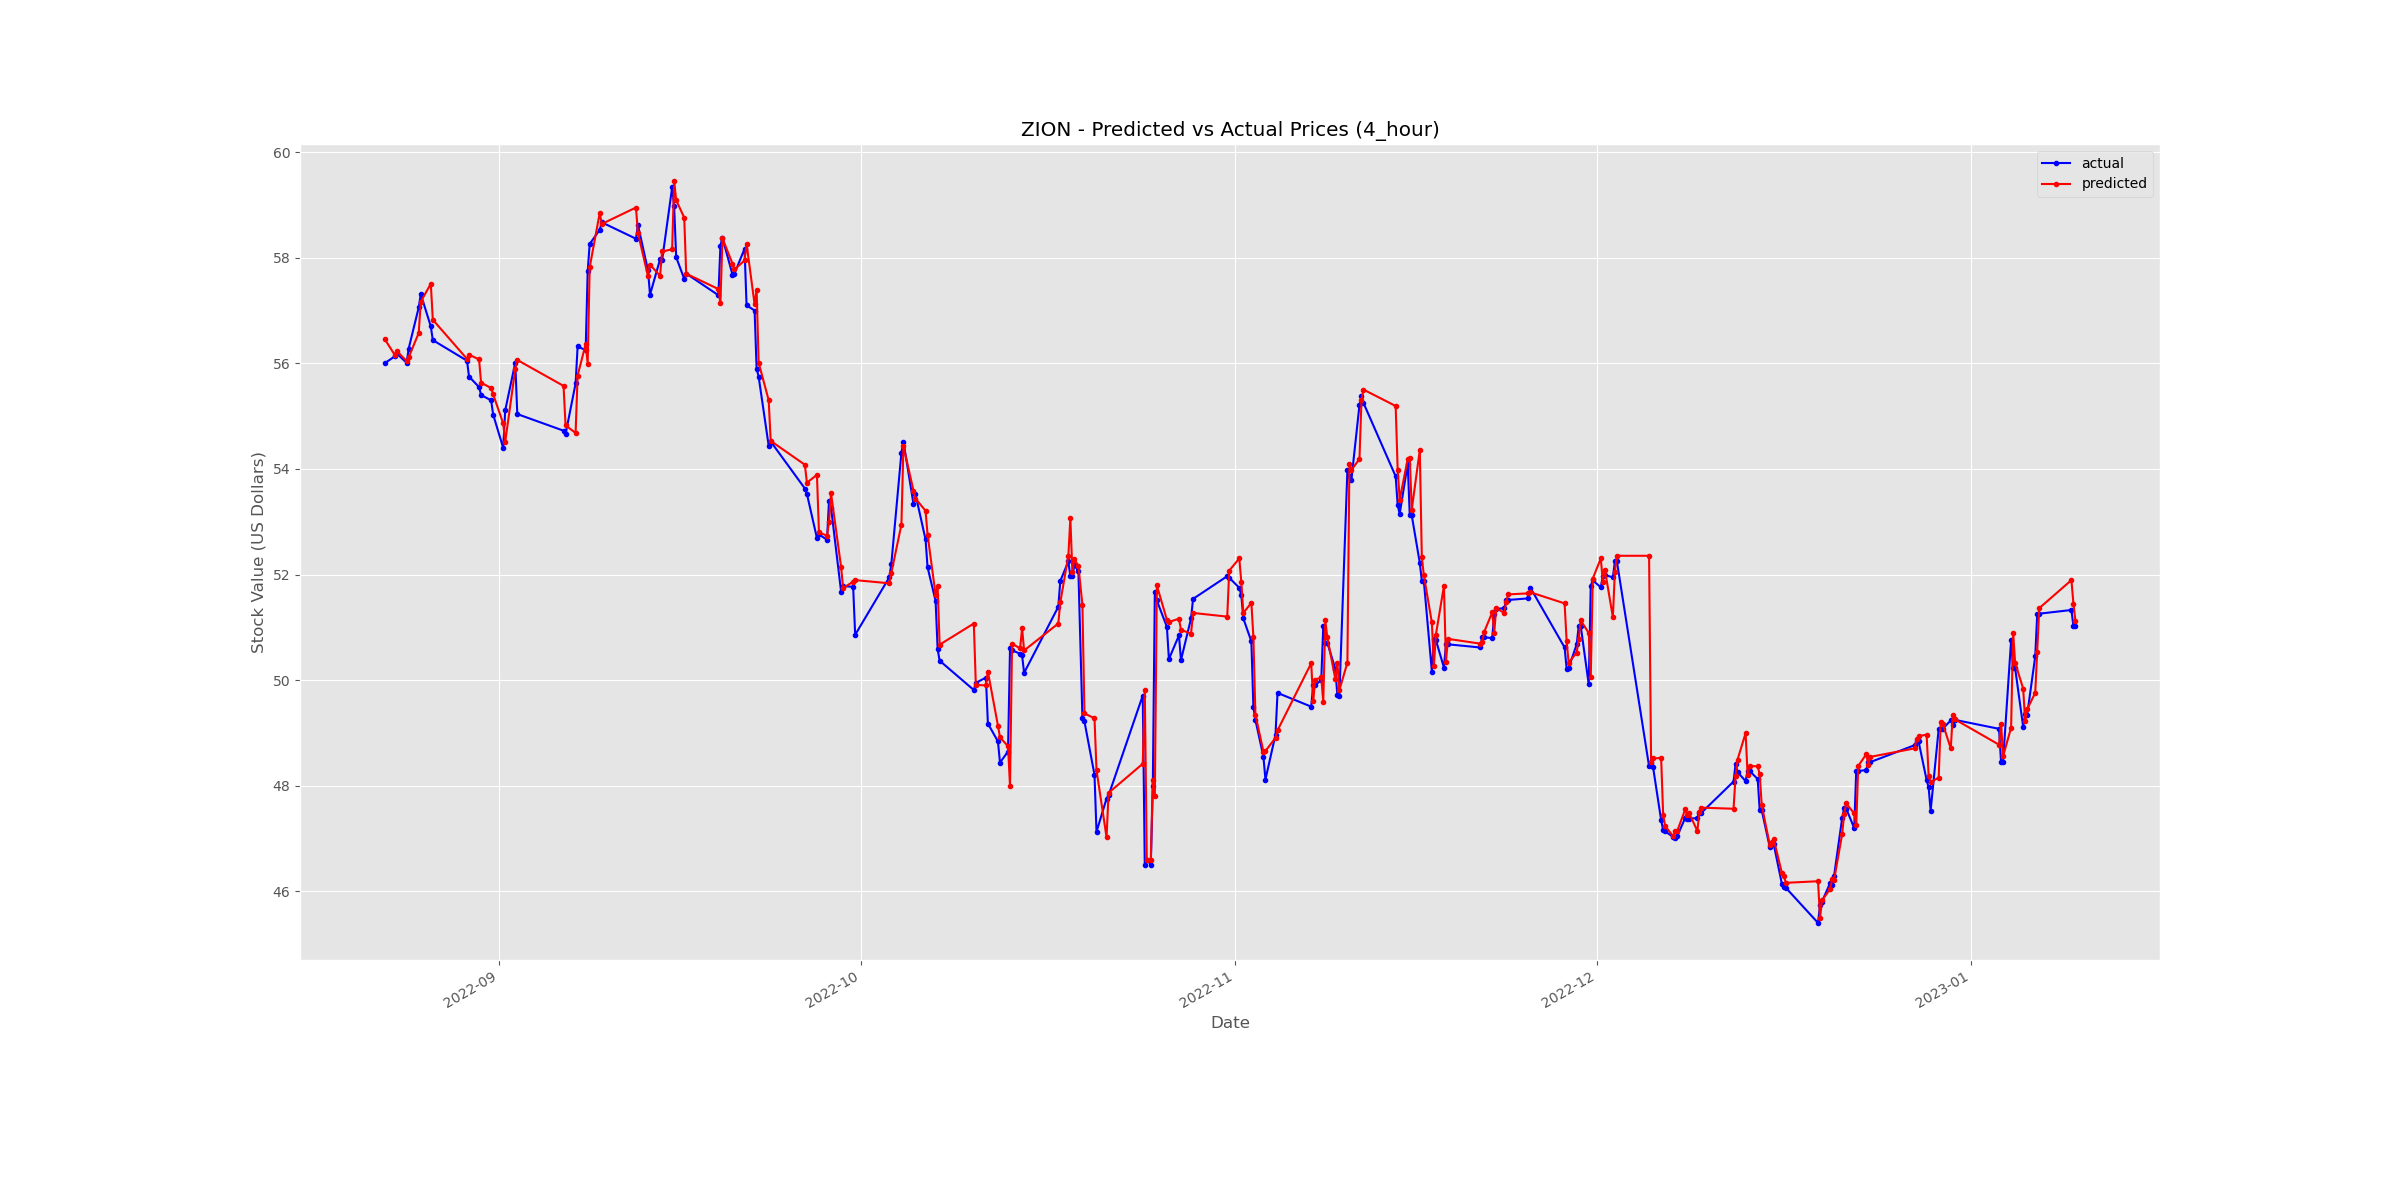 ZION - Predicted vs Actual Prices (4_hour)
actual
predicted
60
58
56
54
52
50
48
46
Stock Value (US Dollars)
2022-09
2022-10
2022-11
2022-12
2023-01
Date